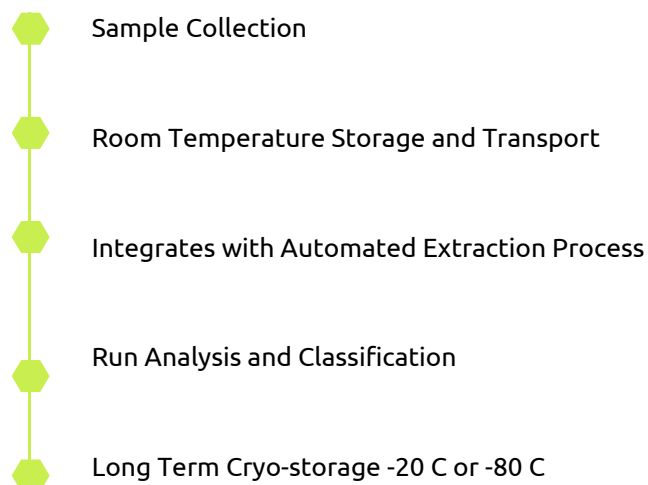 Sample Collection
Room Temperature Storage and Transport
Integrates with Automated Extraction Process
Run Analysis and Classification
Long Term Cryo-storage -20 C or -80 C